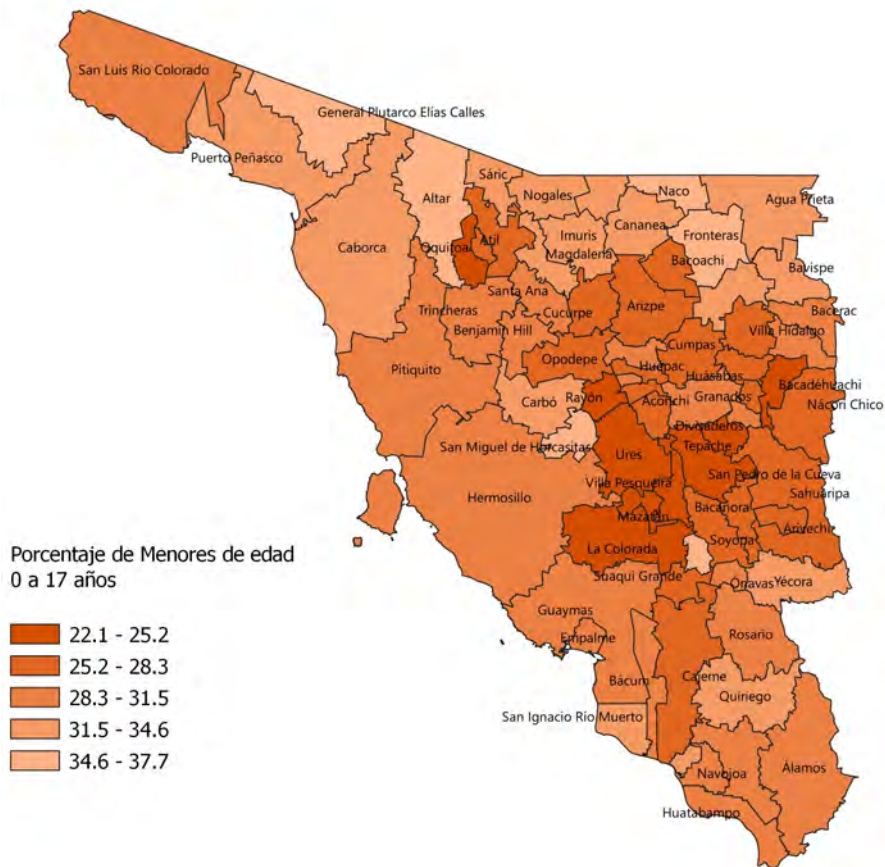 San Luis Río Colorado
General Plutarco Elías Calles
Puerto Peñasco
Sáric
Nogales
Naco
Agua Prieta
Altar
Cananea
Imuris
Fronteras
Caborca
Oquitoa
Atil
Magdalena
Bacoachi
Bavispe
Santa Ana
Trincheras
Cucurpe
Arizpe
Bacerac
Benjamín Hill
Villa Hidalgo
Cumpas
Pitiquito
Opodepe
Huépac
Huásabas
Bacadéhuachi
Carbó
Rayón
Aconchi
Granados
Nácori Chico
Divisaderos
San Miguel de Horcasitas
Ures
Tepache
San Pedro de la Cueva
Hermosillo
Villa Pesqueira
Sahuaripa
Bacanora
Mazatán
Arivechi
La Colorada
Soyopa
Suaqui Grande
Onavas
Yécora
Guaymas
Empalme
Rosario
Bácum
Cajeme
Quiriego
San Ignacio Río Muerto
Navojoa
Álamos
Huatabampo
Porcentaje de Menores de edad
0 a 17 años
22.1 - 25.2
25.2 - 28.3
28.3 - 31.5
31.5 - 34.6
34.6 - 37.7